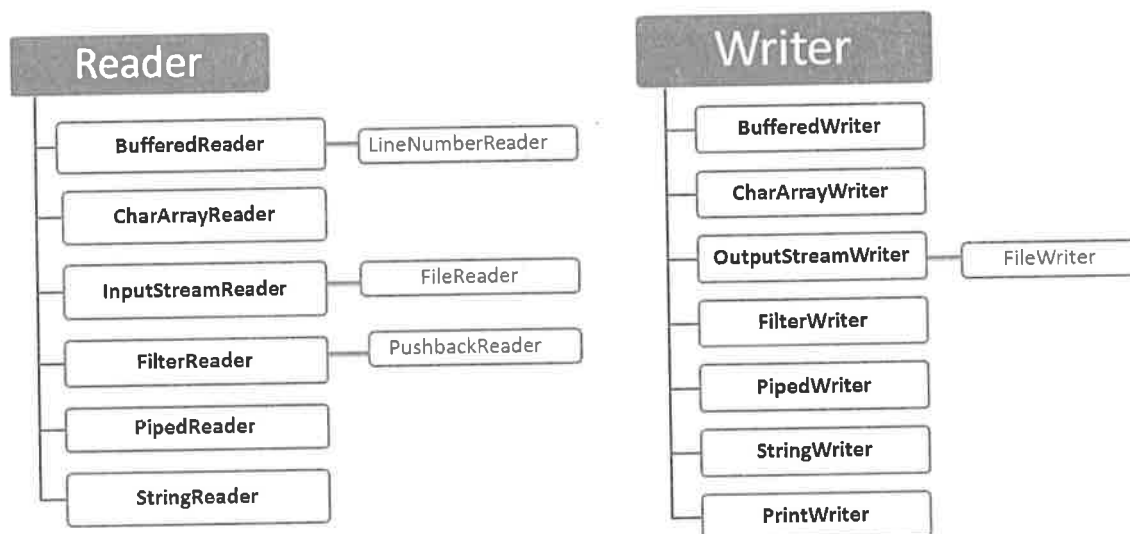 Reader
BufferedReader
LineNumberReader
CharArrayReader
InputStreamReader
FileReader
FilterReader
PushbackReader
PipedReader
StringReader
Writer
BufferedWriter
CharArrayWriter
OutputStreamWriter
FileWriter
FilterWriter
PipedWriter
StringWriter
PrintWriter